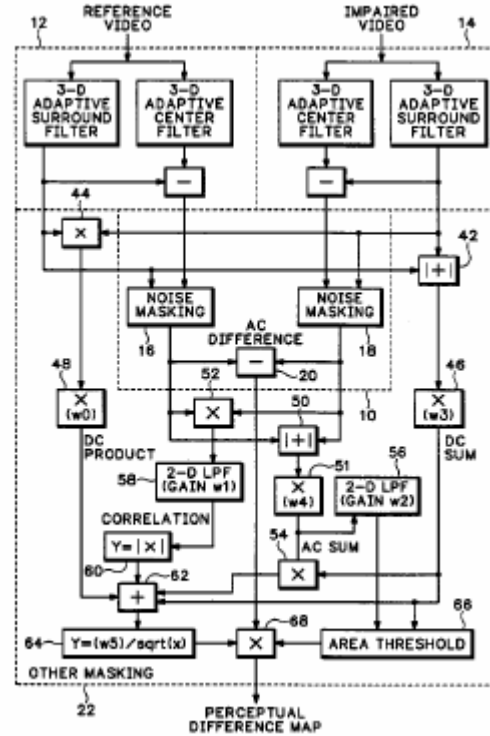 REFERENCE VIDEO
IMPAIRED VIDEO
12
14
3-D ADAPTIVE SURROUND FILTER
3-D ADAPTIVE CENTER FILTER
3-D ADAPTIVE CENTER FILTER
3-D ADAPTIVE SURROUND FILTER
−
−
44
×
42
|+|
NOISE MASKING
16
NOISE MASKING
18
AC DIFFERENCE
−
20
48
×
(w0)
DC PRODUCT
52
×
50
|+|
10
46
×
(w3)
DC SUM
58
2-D LPF
(GAIN w1)
51
×
(w4)
56
2-D LPF
(GAIN w2)
CORRELATION
AC SUM
Y=|×|
60
62
+
54
×
64
Y=(w5)/sqrt(x)
68
×
66
AREA THRESHOLD
OTHER MASKING
22
PERCEPTUAL DIFFERENCE MAP